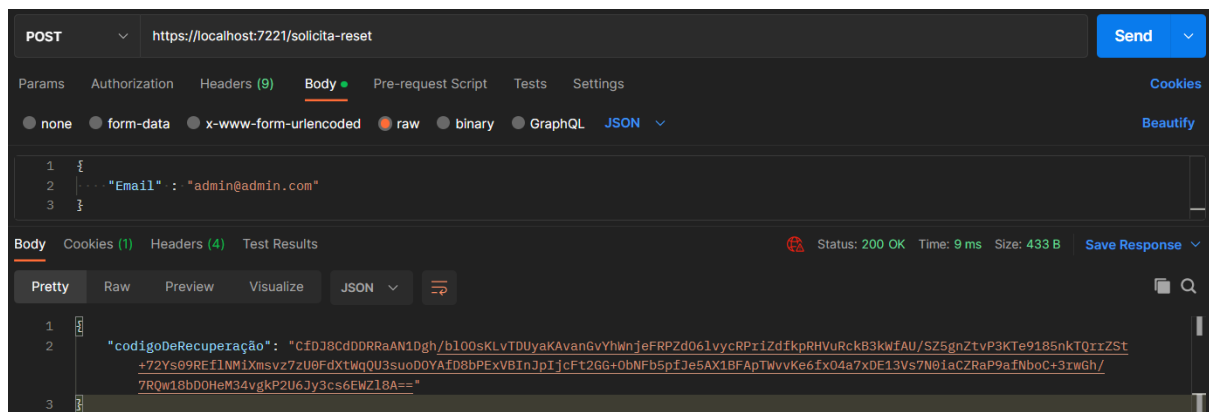 POST https://localhost:7221/solicita-reset Send
Params Authorization Headers (9) Body Pre-request Script Tests Settings Cookies
none form-data x-www-form-urlencoded raw binary GraphQL JSON Beautify
1 {
2 "Email" : "admin@admin.com"
3 }
Body Cookies (1) Headers (4) Test Results Status: 200 OK Time: 9 ms Size: 433 B Save Response
Pretty Raw Preview Visualize JSON
1 {
2 "codigoDeRecuperação": "CfDJ8CdDDRRaAN1Dgh/blOOsKLvTDUyaKAvanGvYhWnjeFRPZdO6lvycRPriZdfkpRHVuRckB3kWfAU/SZ5gnZtvP3KTe9185nkTQrrZSt
+72Ys09REflNMiXmsvz7zU0FdXtWqQU3suoDOYAfD8bPExVBInJpIjcFt2GG+ObNFb5pfJe5AX1BFApTWvvKe6fxO4a7xDE13Vs7N0iaCZRaP9afNboC+3rwGh/
7RQw18bDOHeM34vgkP2U6Jy3cs6EWZl8A=="
3 }